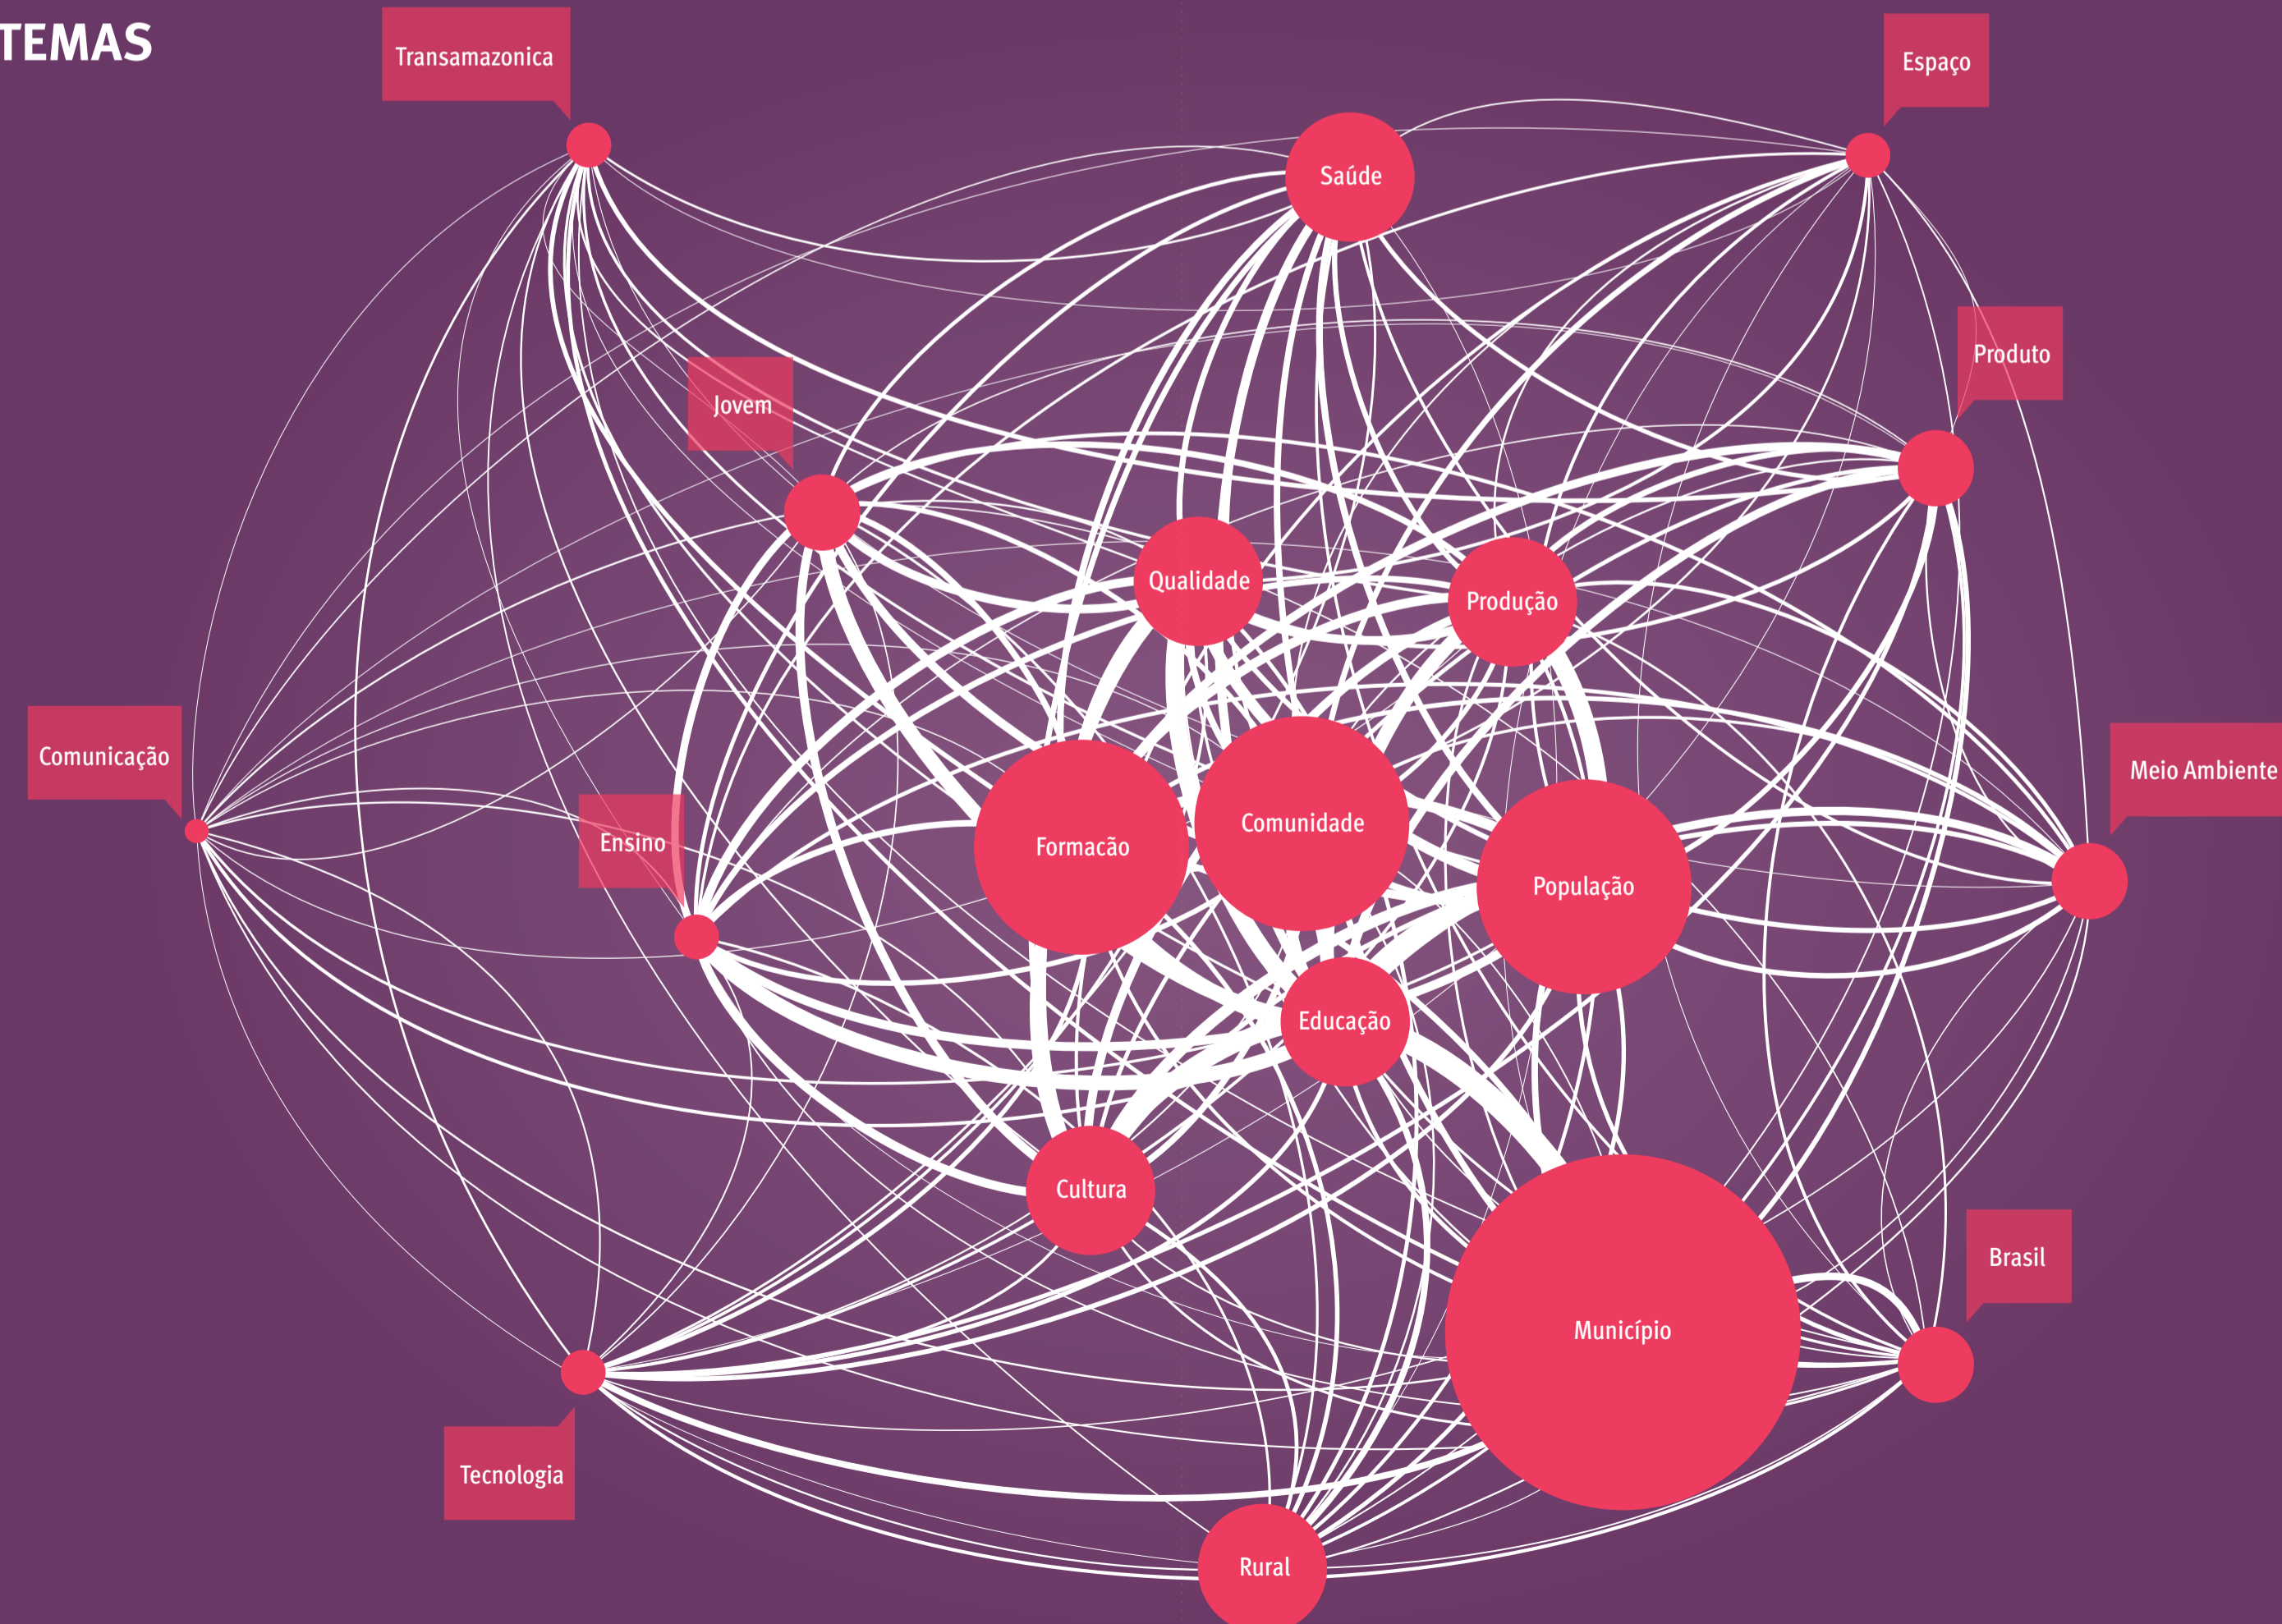 TEMAS
Transamazonica
Espaço
Saúde
Produto
Jovem
Qualidade
Produção
Comunicação
Meio Ambiente
Comunidade
Ensino
Formacão
População
Educação
Cultura
Brasil
Município
Tecnologia
Rural